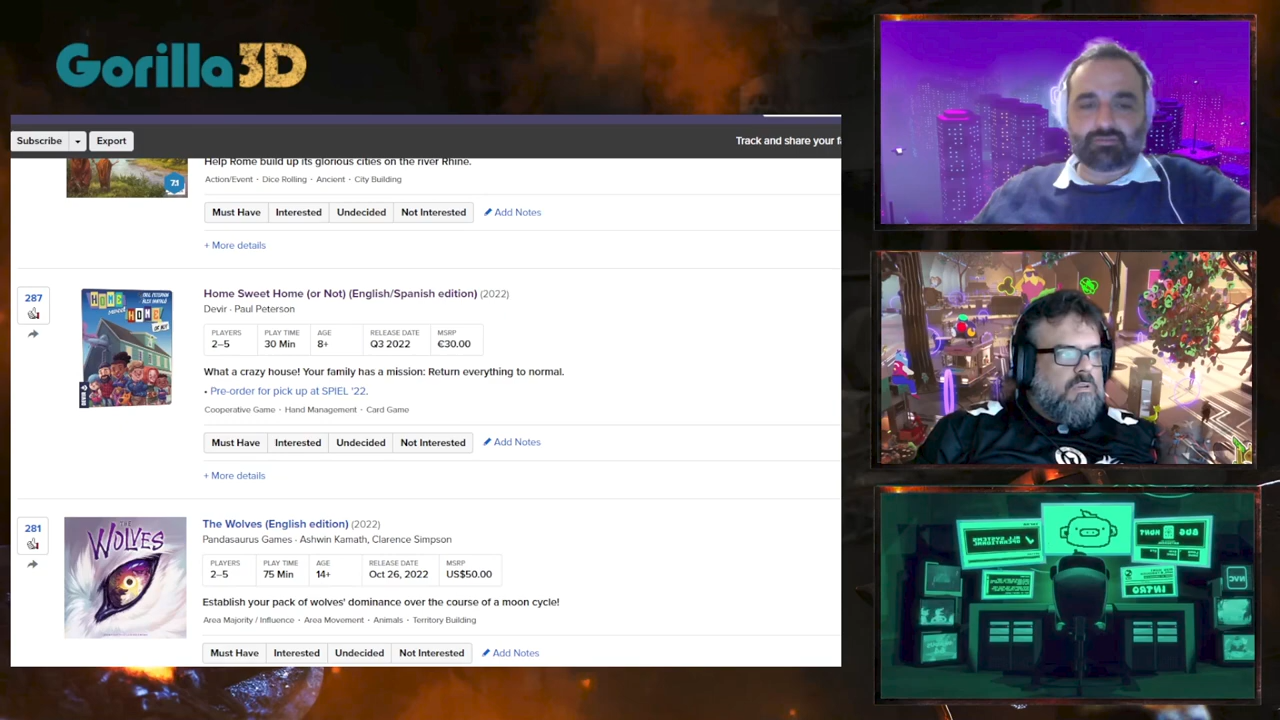 Gorilla3D
Subscribe
Export
Track and share your f
Help Rome build up its glorious cities on the river Rhine.
7.1
Action/Event · Dice Rolling · Ancient · City Building
Must Have Interested Undecided Not Interested Add Notes
+ More details
287
HOME sweet HOME
Home Sweet Home (or Not) (English/Spanish edition) (2022)
Devir · Paul Peterson
PLAYERS PLAY TIME AGE RELEASE DATE MSRP
2–5 30 Min 8+ Q3 2022 €30.00
What a crazy house! Your family has a mission: Return everything to normal.
• Pre-order for pick up at SPIEL '22.
Cooperative Game · Hand Management · Card Game
Must Have Interested Undecided Not Interested Add Notes
+ More details
281
THE WOLVES
The Wolves (English edition) (2022)
Pandasaurus Games · Ashwin Kamath, Clarence Simpson
PLAYERS PLAY TIME AGE RELEASE DATE MSRP
2–5 75 Min 14+ Oct 26, 2022 US$50.00
Establish your pack of wolves' dominance over the course of a moon cycle!
Area Majority / Influence · Area Movement · Animals · Territory Building
Must Have Interested Undecided Not Interested Add Notes